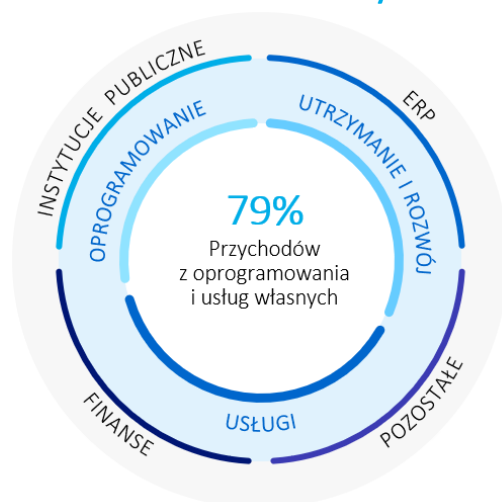 INSTYTUCJE PUBLICZNE
ERP
OPROGRAMOWANIE
UTRZYMANIE I ROZWÓJ
79%
Przychodów
z oprogramowania
i usług własnych
USŁUGI
FINANSE
POZOSTAŁE